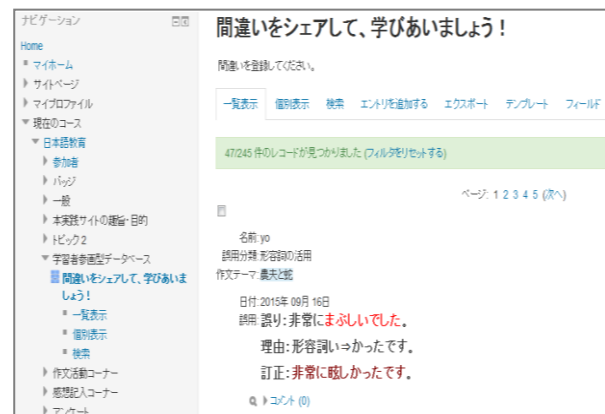 ナビゲーション
Home
マイホーム
サイトページ
マイプロファイル
現在のコース
日本語教育
参加者
バッジ
一般
本実践サイトの趣旨・目的
トピック 2
学習者参画型データベース
間違いをシェアして、学びあいま
しょう！
一覧表示
個別表示
検索
作文活動コーナー
感想記入コーナー
アンケート
間違いをシェアして、学びあいましょう！
間違いを登録してください。
一覧表示 個別表示 検索 エントリを追加する エクスポート テンプレート フィールド
47/245 件のレコードが見つかりました (フィルタをリセットする)
ページ: 1 2 3 4 5 (次へ)
名前: yo
誤用分類: 形容詞の活用
作文テーマ: 農夫と蛇
日付: 2015年 09月 16日
誤用: 誤り: 非常にまぶしいでした。
理由: 形容詞い⇒かったです。
訂正: 非常に眩しかったです。
コメント (0)